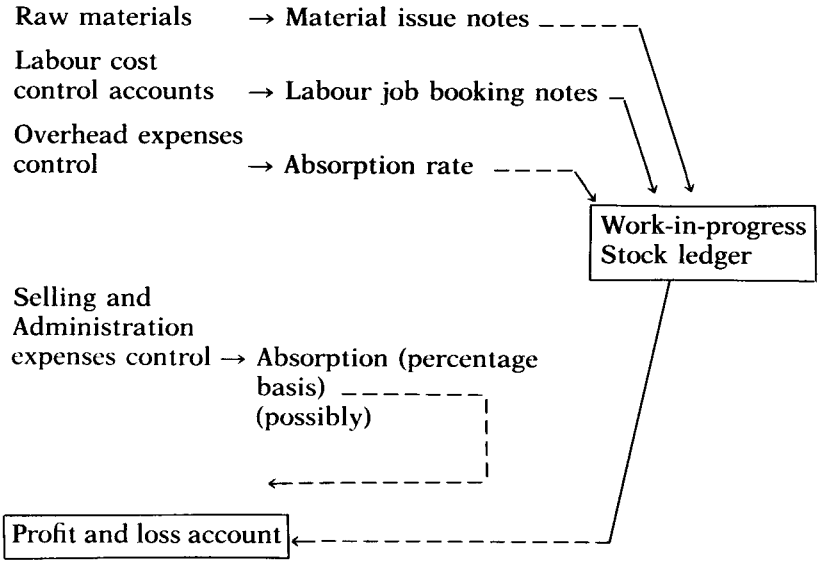 Raw materials → Material issue notes
Labour cost
control accounts → Labour job booking notes
Overhead expenses
control → Absorption rate
Work-in-progress
Stock ledger
Selling and
Administration
expenses control → Absorption (percentage
basis)
(possibly)
Profit and loss account